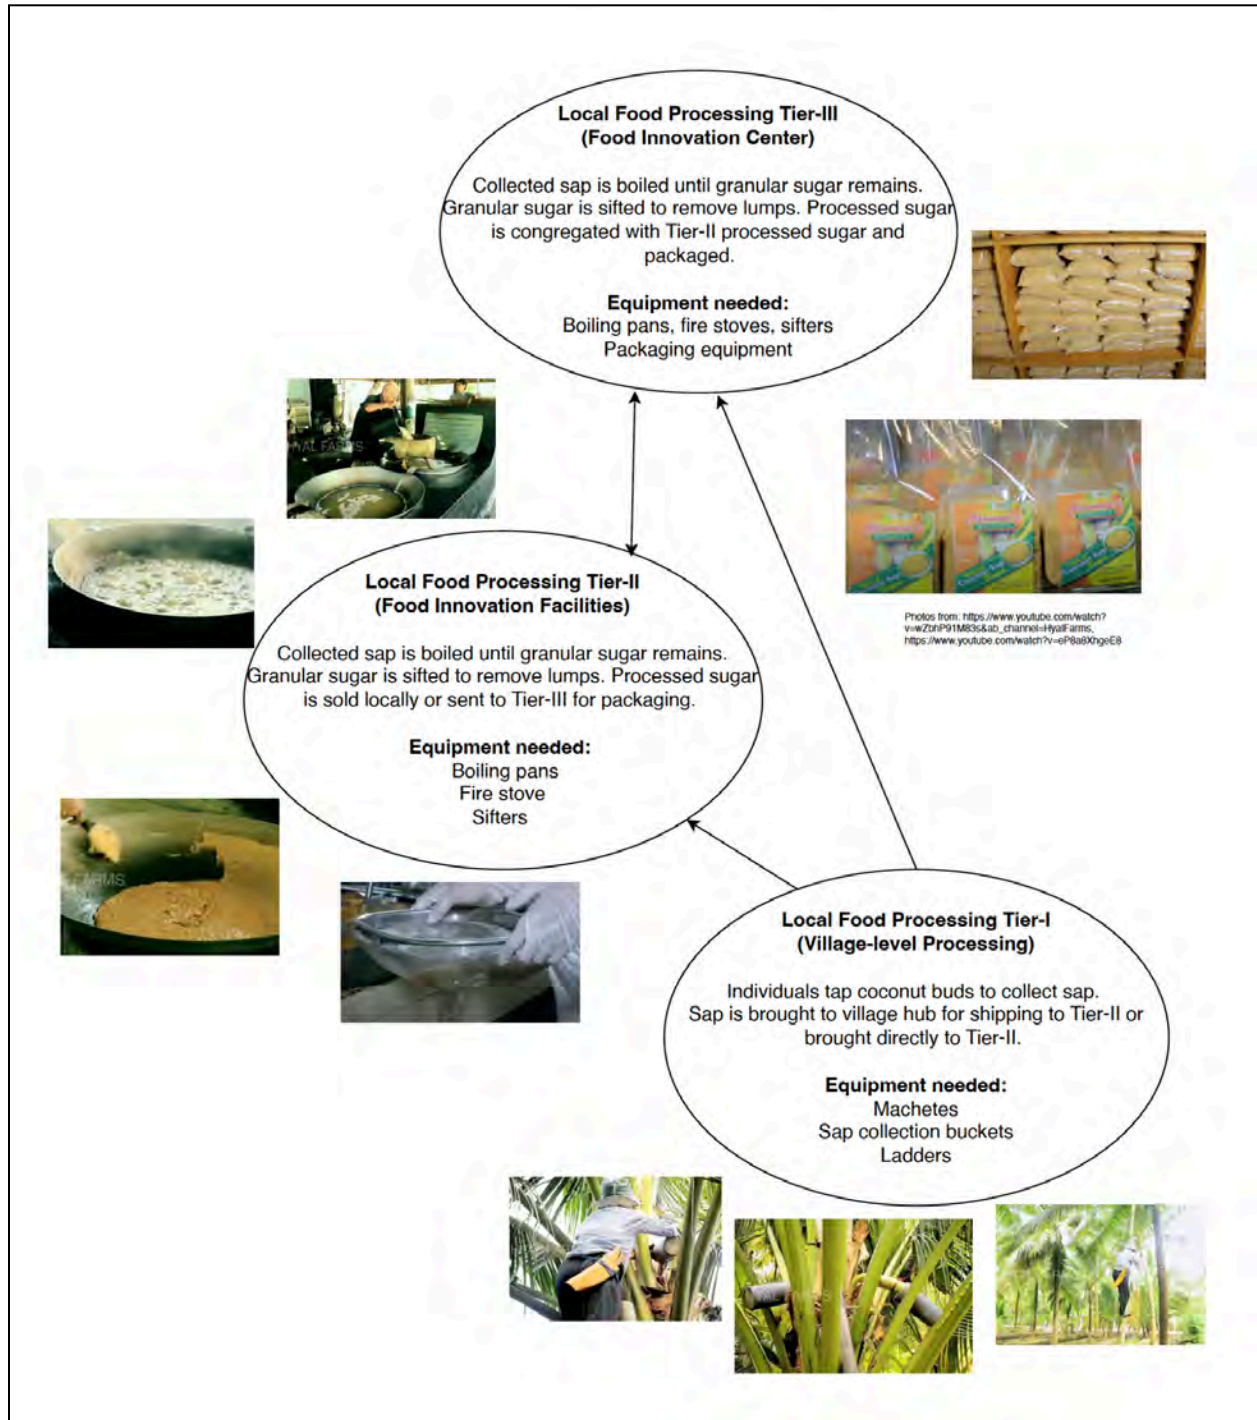 Local Food Processing Tier-III
(Food Innovation Center)
Collected sap is boiled until granular sugar remains.
Granular sugar is sifted to remove lumps. Processed sugar
is congregated with Tier-II processed sugar and
packaged.
Equipment needed:
Boiling pans, fire stoves, sifters
Packaging equipment
Photos from: https://www.youtube.com/watch?
v=wZbhP91M83s&ab_channel=HyalFarms,
https://www.youtube.com/watch?v=eP8a8XhgeE8
Local Food Processing Tier-II
(Food Innovation Facilities)
Collected sap is boiled until granular sugar remains.
Granular sugar is sifted to remove lumps. Processed sugar
is sold locally or sent to Tier-III for packaging.
Equipment needed:
Boiling pans
Fire stove
Sifters
FARMS
Local Food Processing Tier-I
(Village-level Processing)
Individuals tap coconut buds to collect sap.
Sap is brought to village hub for shipping to Tier-II or
brought directly to Tier-II.
Equipment needed:
Machetes
Sap collection buckets
Ladders